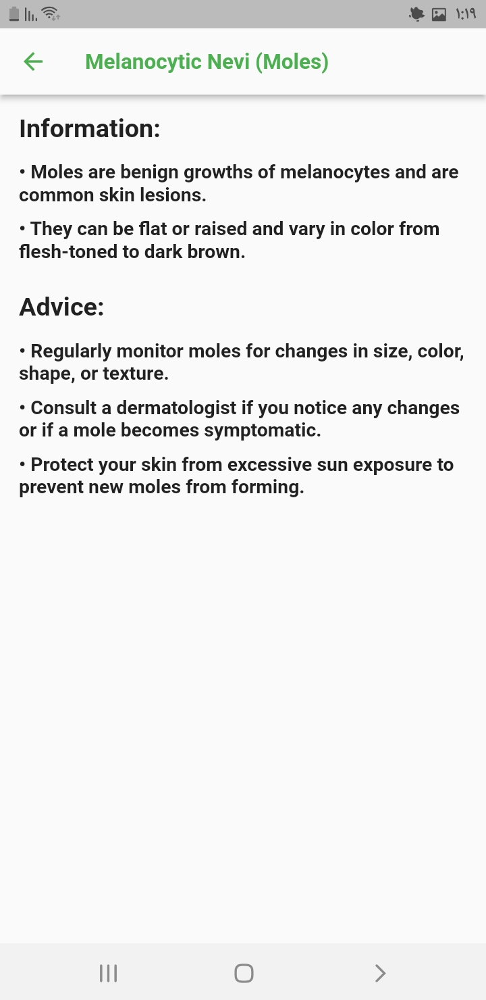 ١:١٩
Melanocytic Nevi (Moles)
Information:
• Moles are benign growths of melanocytes and are
common skin lesions.
• They can be flat or raised and vary in color from
flesh-toned to dark brown.
Advice:
• Regularly monitor moles for changes in size, color,
shape, or texture.
• Consult a dermatologist if you notice any changes
or if a mole becomes symptomatic.
• Protect your skin from excessive sun exposure to
prevent new moles from forming.